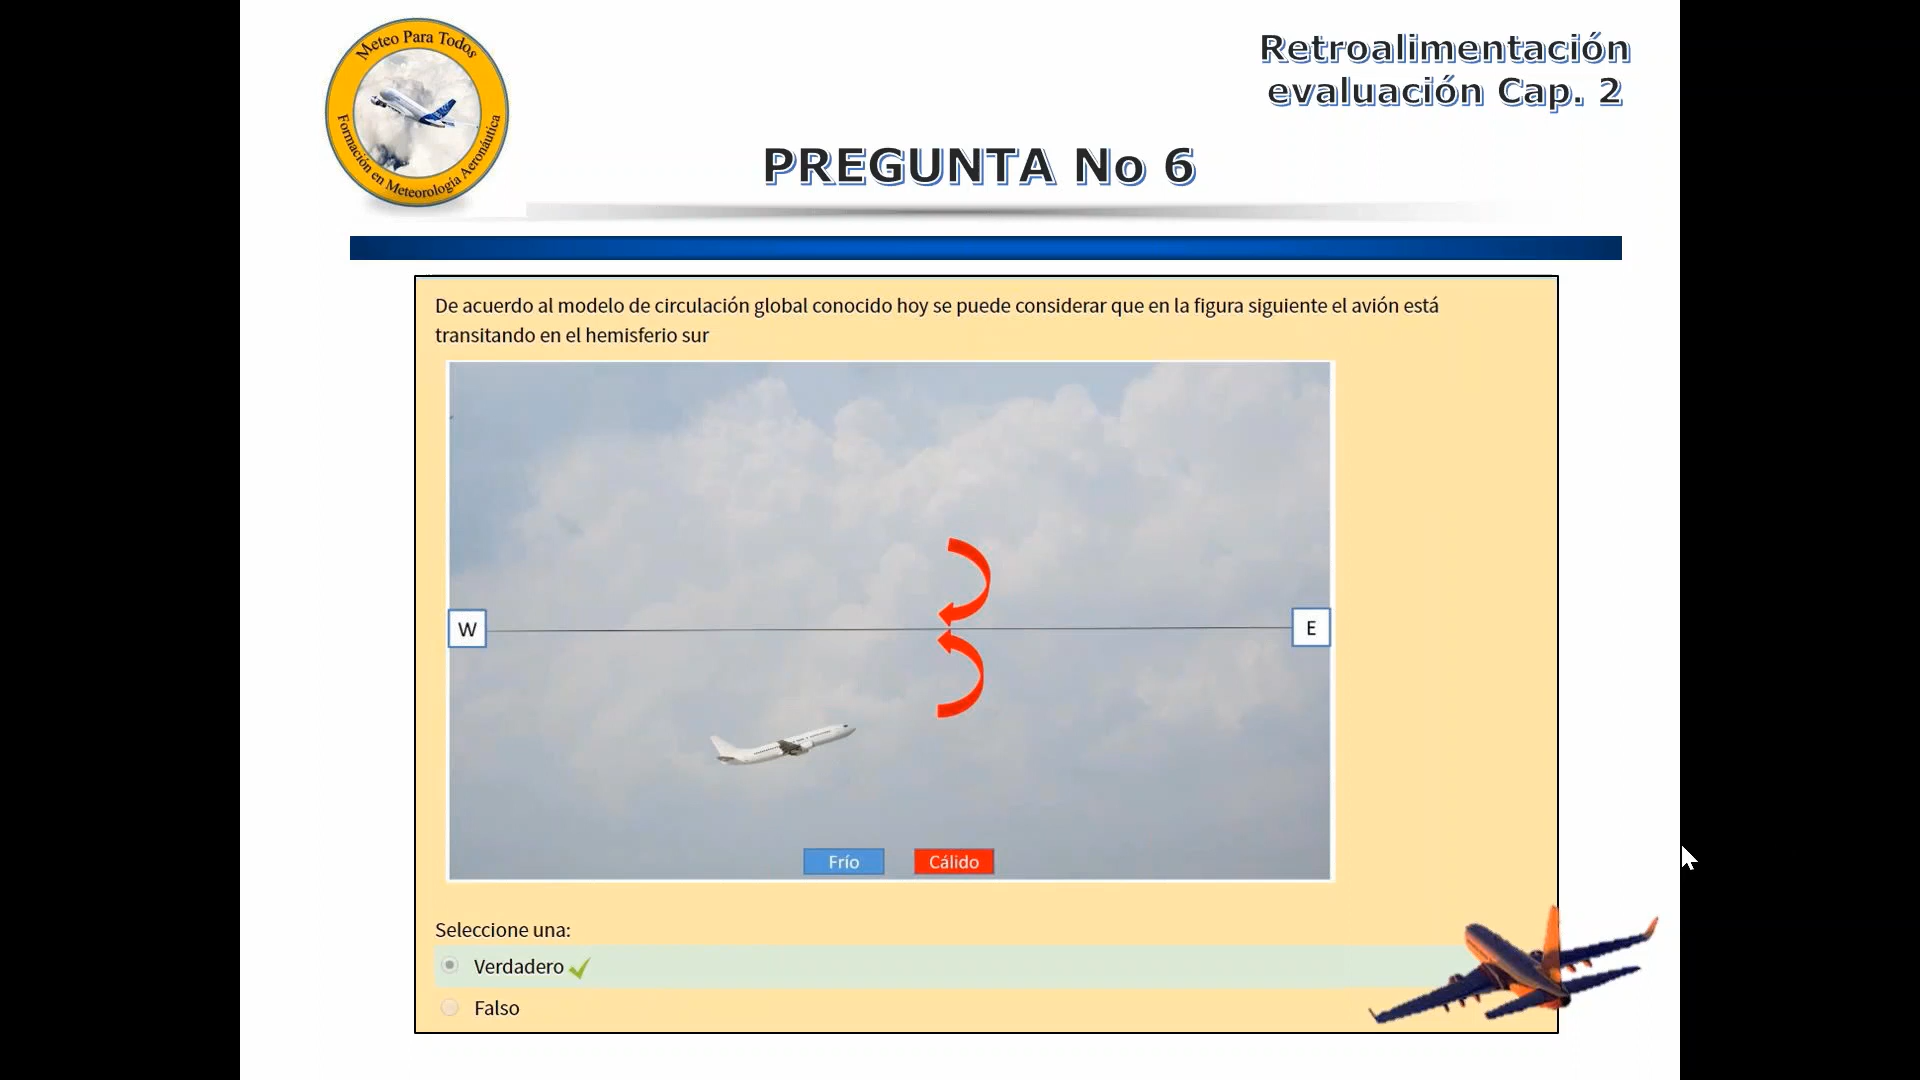 Meteo Para Todos
Formación en Meteorología Aeronáutica
Retroalimentación
evaluación Cap. 2
PREGUNTA No 6
De acuerdo al modelo de circulación global conocido hoy se puede considerar que en la figura siguiente el avión está
transitando en el hemisferio sur
W
E
Frío
Cálido
Seleccione una:
Verdadero
Falso